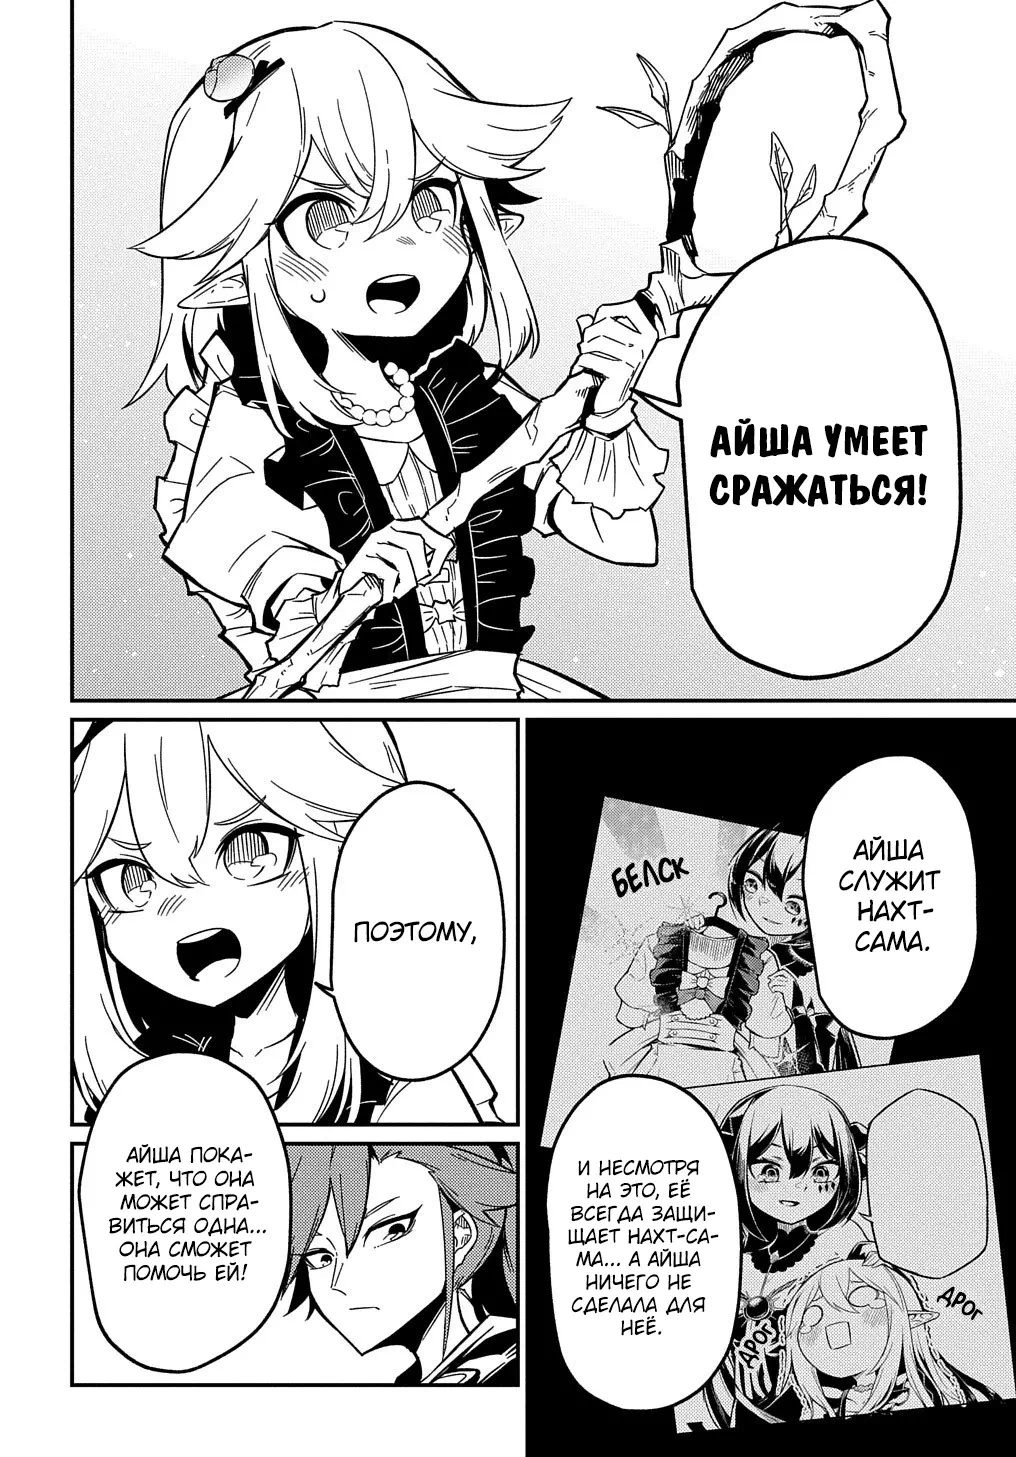 АЙША УМЕЕТ
СРАЖАТЬСЯ!
АЙША
СЛУЖИТ
НАХТ-
САМА.
БЕЛСК
И НЕСМОТРЯ
НА ЭТО, ЕЁ
ВСЕГДА ЗАЩИ-
ЩАЕТ НАХТ-СА-
МА... А АЙША
НИЧЕГО НЕ
СДЕЛАЛА ДЛЯ
НЕЁ.
ДРОГ
ДРОГ
ПОЭТОМУ,
АЙША ПОКА-
ЖЕТ, ЧТО ОНА
МОЖЕТ СПРА-
ВИТЬСЯ ОДНА...
ОНА СМОЖЕТ
ПОМОЧЬ ЕЙ!